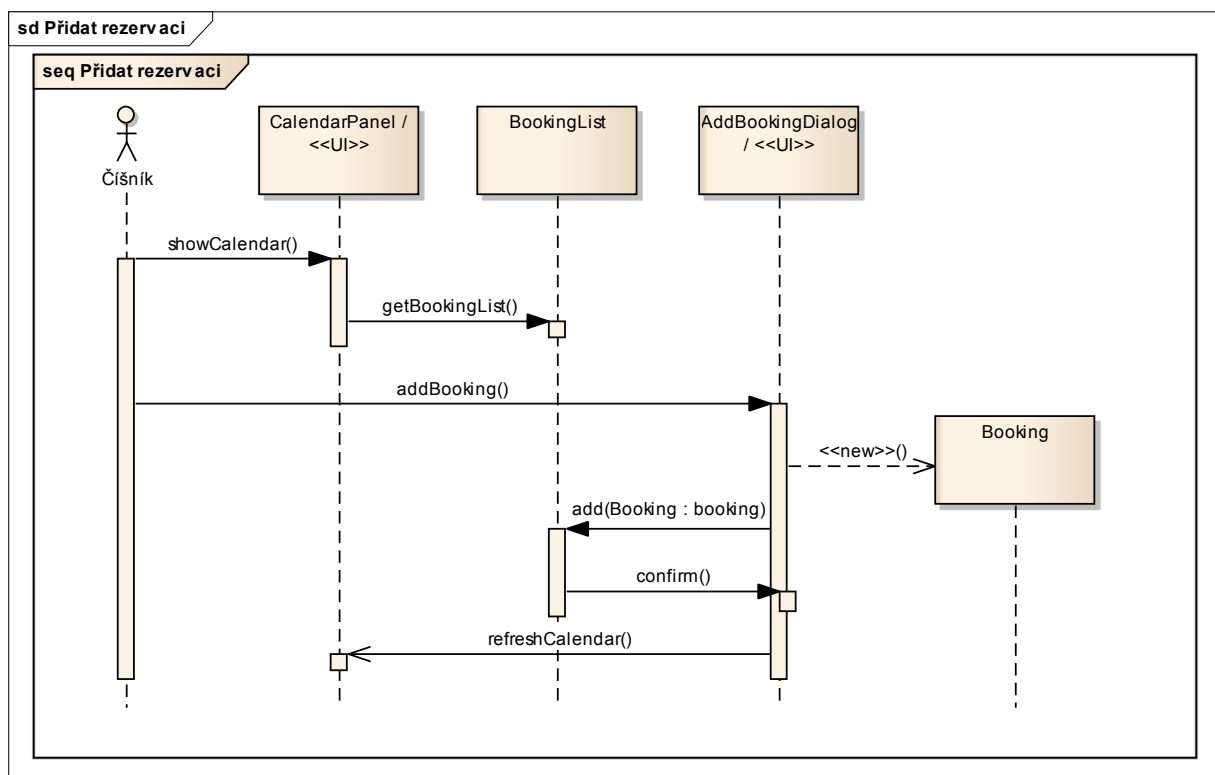 sd Přidat rezervaci
seq Přidat rezervaci
CalendarPanel /
<<UI>>
BookingList
AddBookingDialog
/ <<UI>>
Číšník
showCalendar()
getBookingList()
addBooking()
Booking
<<new>>()
add(Booking : booking)
confirm()
refreshCalendar()